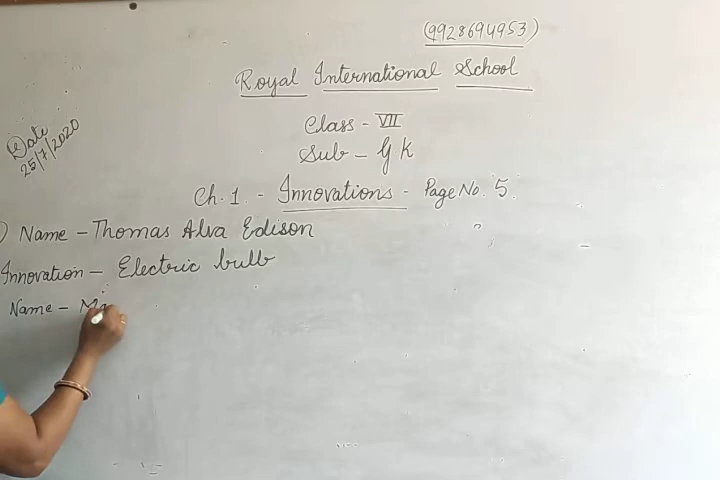 (9928694953)
Royal International School
Date
25/7/2020
Class - VII
Sub - GK
Ch. 1 - Innovations - Page No. 5.
) Name - Thomas Alva Edison
Innovation - Electric bulb
Name -